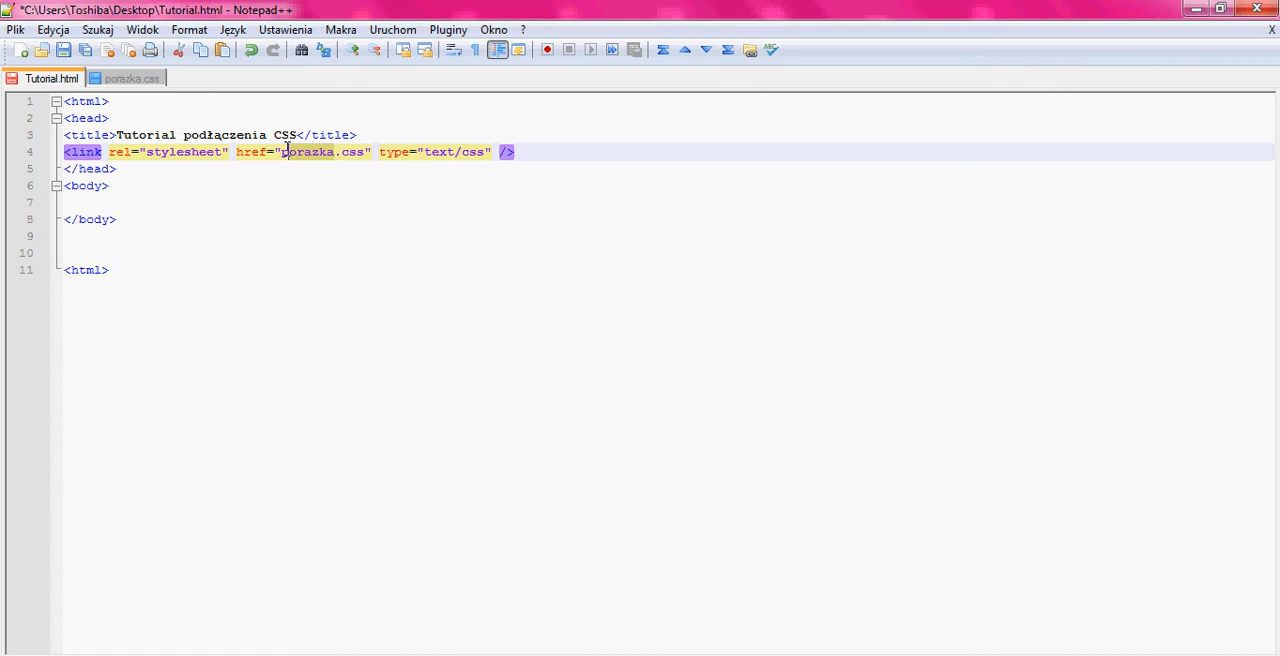 *C:\Users\Toshiba\Desktop\Tutorial.html - Notepad++
Plik Edycja Szukaj Widok Format Język Ustawienia Makra Uruchom Pluginy Okno ? X
Tutorial.html porazka.css
1 <html>
2 <head>
3 <title>Tutorial podłączenia CSS</title>
4 <link rel="stylesheet" href="porazka.css" type="text/css" />
5 </head>
6 <body>
7
8 </body>
9
10
11 <html>